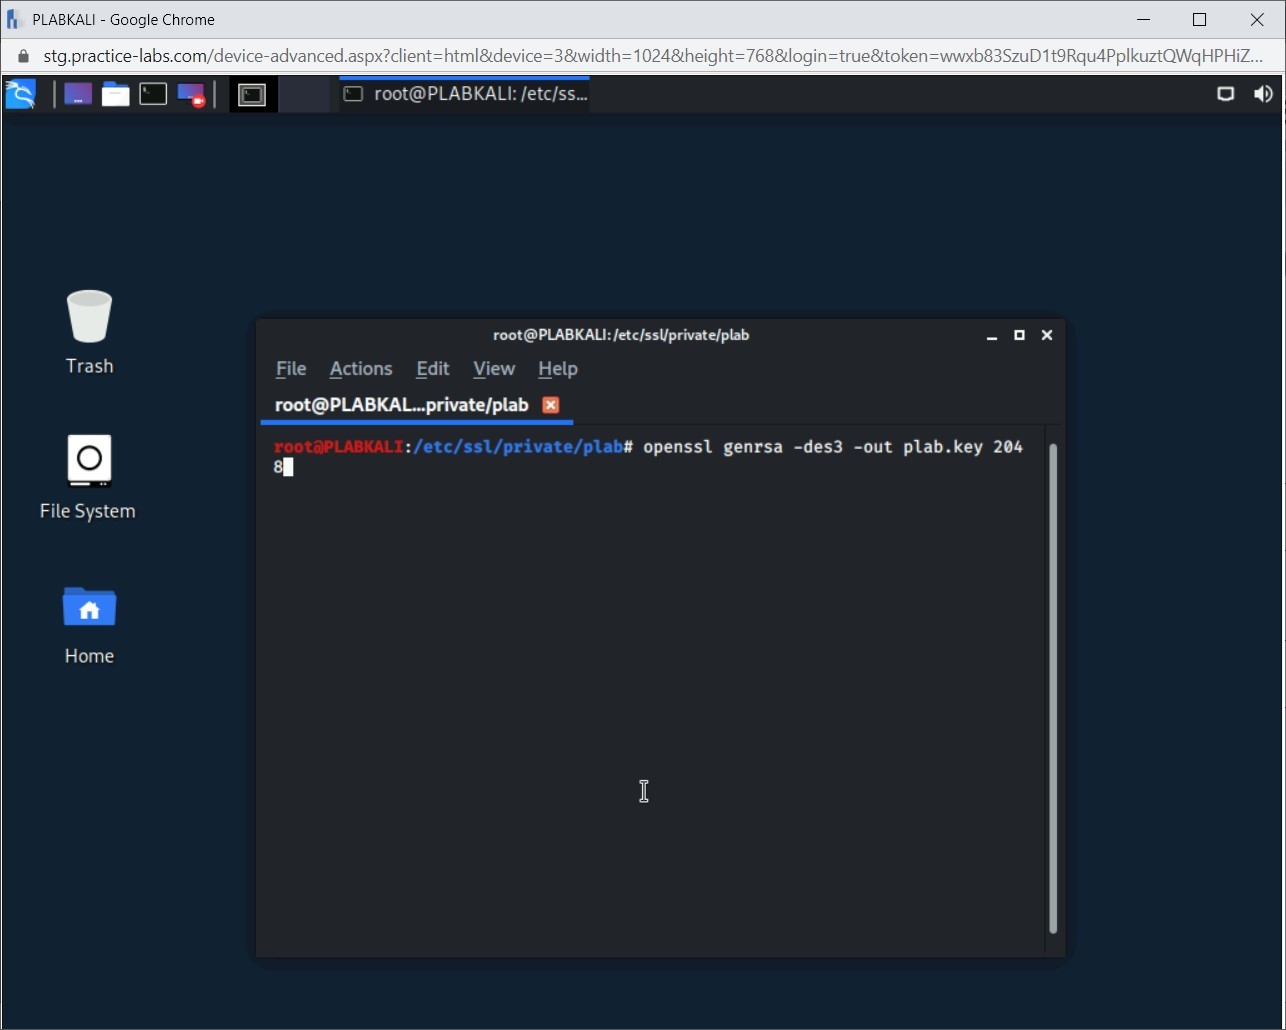 PLABKALI - Google Chrome
stg.practice-labs.com/device-advanced.aspx?client=html&device=3&width=1024&height=768&login=true&token=wwxb83SzuD1t9Rqu4PplkuztQWqHPHiZ...
root@PLABKALI: /etc/ss...
Trash
File System
Home
root@PLABKALI:/etc/ssl/private/plab
File Actions Edit View Help
root@PLABKAL...private/plab
root@PLABKALI:/etc/ssl/private/plab# openssl genrsa -des3 -out plab.key 204
8